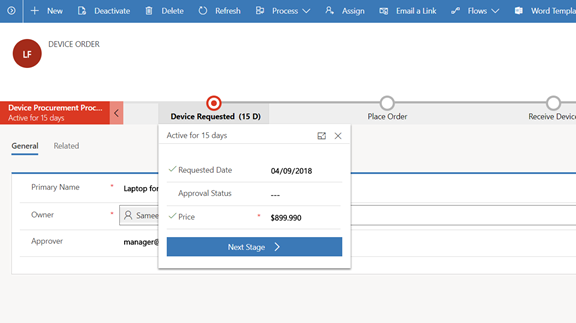 New Deactivate Delete Refresh Process Assign Email a Link Flows Word Templa
LF DEVICE ORDER
Device Procurement Proc...
Active for 15 days
Device Requested (15 D) Place Order Receive Device
Active for 15 days
General Related
Requested Date 04/09/2018
Approval Status ---
Price * $899.990
Next Stage
Primary Name * Laptop for
Owner * Samee
Approver manager@